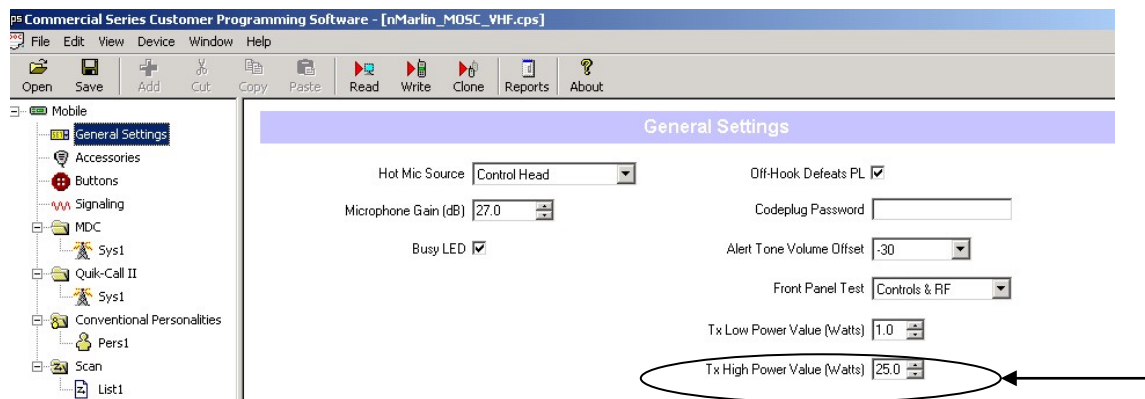 Commercial Series Customer Programming Software - [nMarlin_MOSC_VHF.cps]
File Edit View Device Window Help
Open Save Add Cut Copy Paste Read Write Clone Reports About
Mobile
General Settings
Accessories
Buttons
Signaling
MDC
Sys1
Quik-Call II
Sys1
Conventional Personalities
Pers1
Scan
List1
General Settings
Hot Mic Source Control Head
Microphone Gain (dB) 27.0
Busy LED
Off-Hook Defeats PL
Codeplug Password
Alert Tone Volume Offset -30
Front Panel Test Controls & RF
Tx Low Power Value (Watts) 1.0
Tx High Power Value (Watts) 25.0